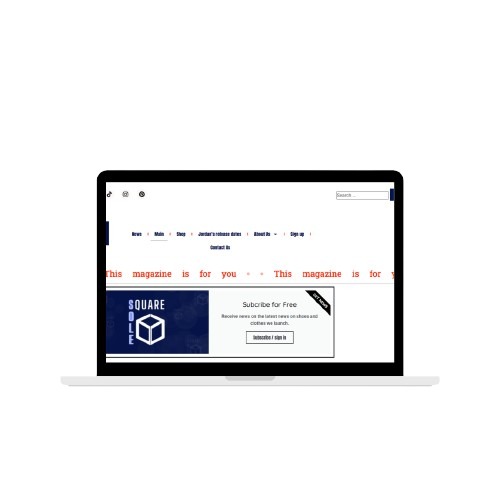 Search...
News Main Shop Jordan's release dates About Us Sign up
Contact Us
This magazine is for you This magazine is for y
SQUARE
SOLE
Subcribe for Free
Receive news on the latest news on shoes and
clothes we launch.
Subscribe / sign in